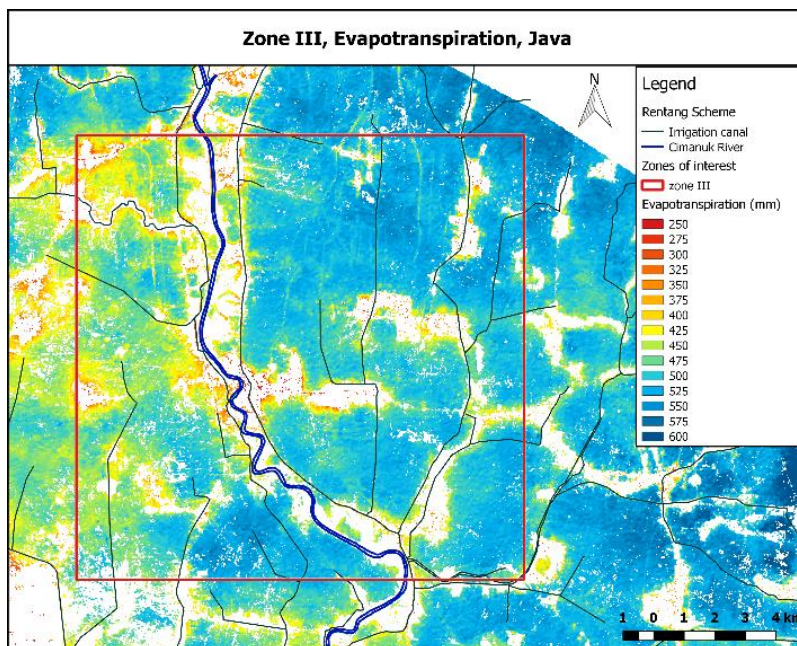 Zone III, Evapotranspiration, Java
N
Legend
Rentang Scheme
Irrigation canal
Cimanuk River
Zones of interest
zone III
Evapotranspiration (mm)
250
275
300
325
350
375
400
425
450
475
500
525
550
575
600
1 0 1 2 3 4 km